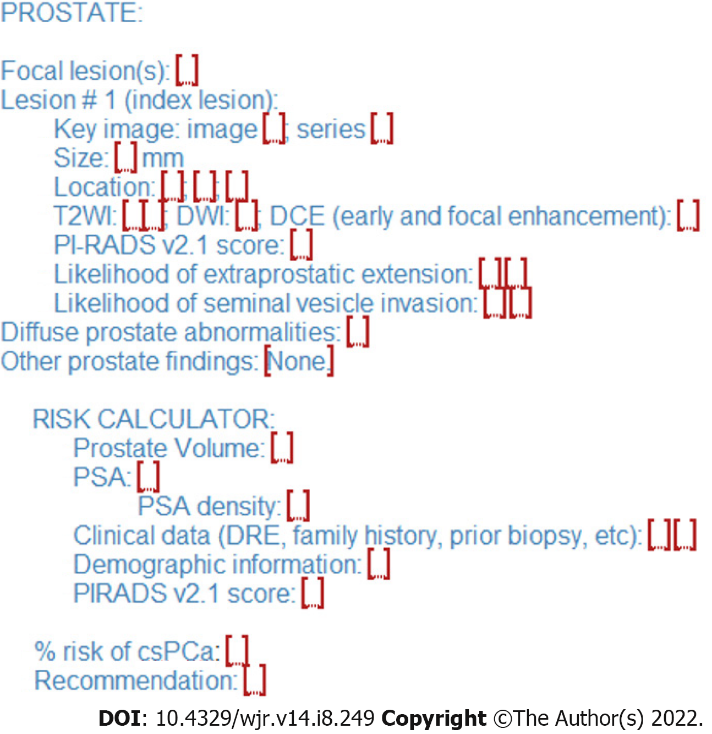 PROSTATE:
Focal lesion(s): [...]
Lesion # 1 (index lesion):
Key image: image [...]; series [...]
Size: [...] mm
Location: [...]; [...]; [...]
T2WI: [...][...]; DWI: [...]; DCE (early and focal enhancement): [...]
PI-RADS v2.1 score: [...]
Likelihood of extraprostatic extension: [...][...]
Likelihood of seminal vesicle invasion: [...][...]
Diffuse prostate abnormalities: [...]
Other prostate findings: [None.]
RISK CALCULATOR:
Prostate Volume: [...]
PSA: [...]
PSA density: [...]
Clinical data (DRE, family history, prior biopsy, etc): [...][...]
Demographic information: [...]
PIRADS v2.1 score: [...]
% risk of csPCa: [...]
Recommendation: [...]
DOI: 10.4329/wjr.v14.i8.249 Copyright ©The Author(s) 2022.